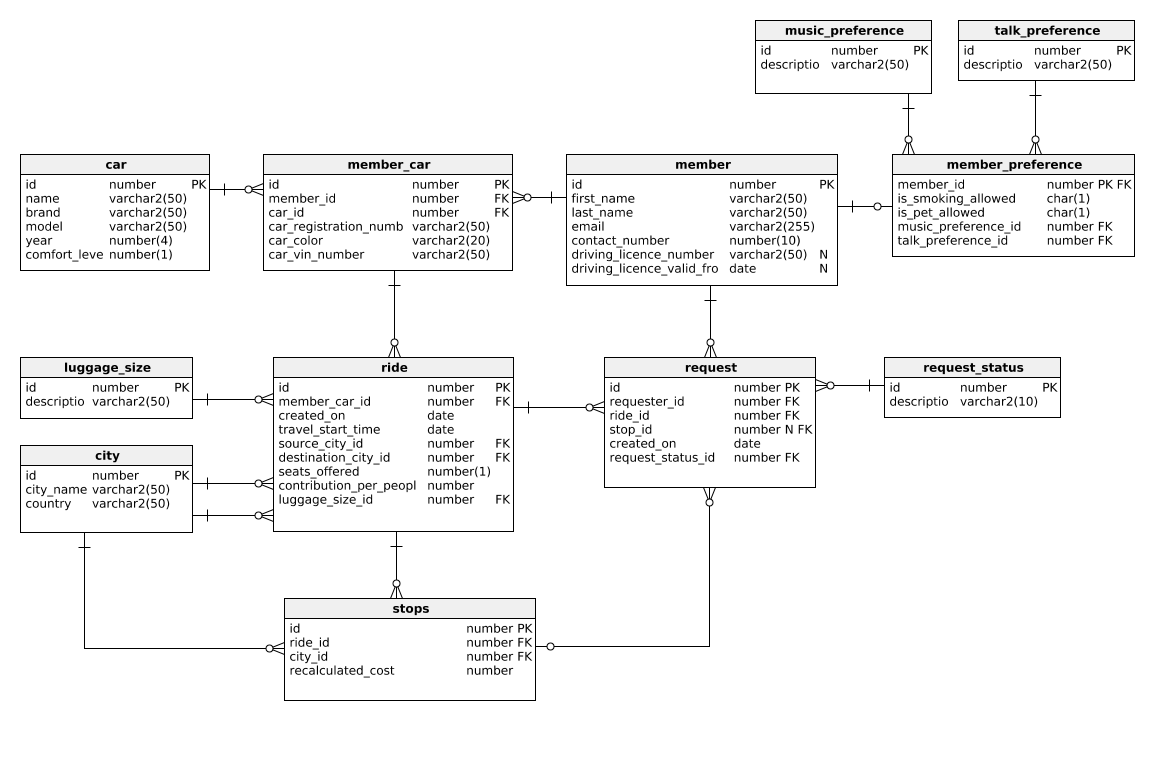 music_preference
id number PK
descriptio varchar2(50)
talk_preference
id number PK
descriptio varchar2(50)
car
id number PK
name varchar2(50)
brand varchar2(50)
model varchar2(50)
year number(4)
comfort_leve number(1)
member_car
id number PK
member_id number FK
car_id number FK
car_registration_numb varchar2(50)
car_color varchar2(20)
car_vin_number varchar2(50)
member
id number PK
first_name varchar2(50)
last_name varchar2(50)
email varchar2(255)
contact_number number(10)
driving_licence_number varchar2(50) N
driving_licence_valid_fro date N
member_preference
member_id number PK FK
is_smoking_allowed char(1)
is_pet_allowed char(1)
music_preference_id number FK
talk_preference_id number FK
luggage_size
id number PK
descriptio varchar2(50)
city
id number PK
city_name varchar2(50)
country varchar2(50)
ride
id number PK
member_car_id number FK
created_on date
travel_start_time date
source_city_id number FK
destination_city_id number FK
seats_offered number(1)
contribution_per_peopl number
luggage_size_id number FK
request
id number PK
requester_id number FK
ride_id number FK
stop_id number N FK
created_on date
request_status_id number FK
request_status
id number PK
descriptio varchar2(10)
stops
id number PK
ride_id number FK
city_id number FK
recalculated_cost number